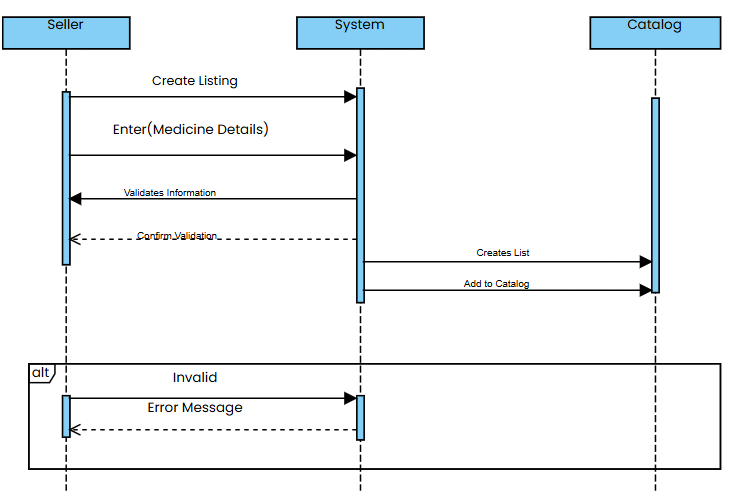 Seller
System
Catalog
Create Listing
Enter(Medicine Details)
Validates Information
Confirm Validation
Creates List
Add to Catalog
alt
Invalid
Error Message